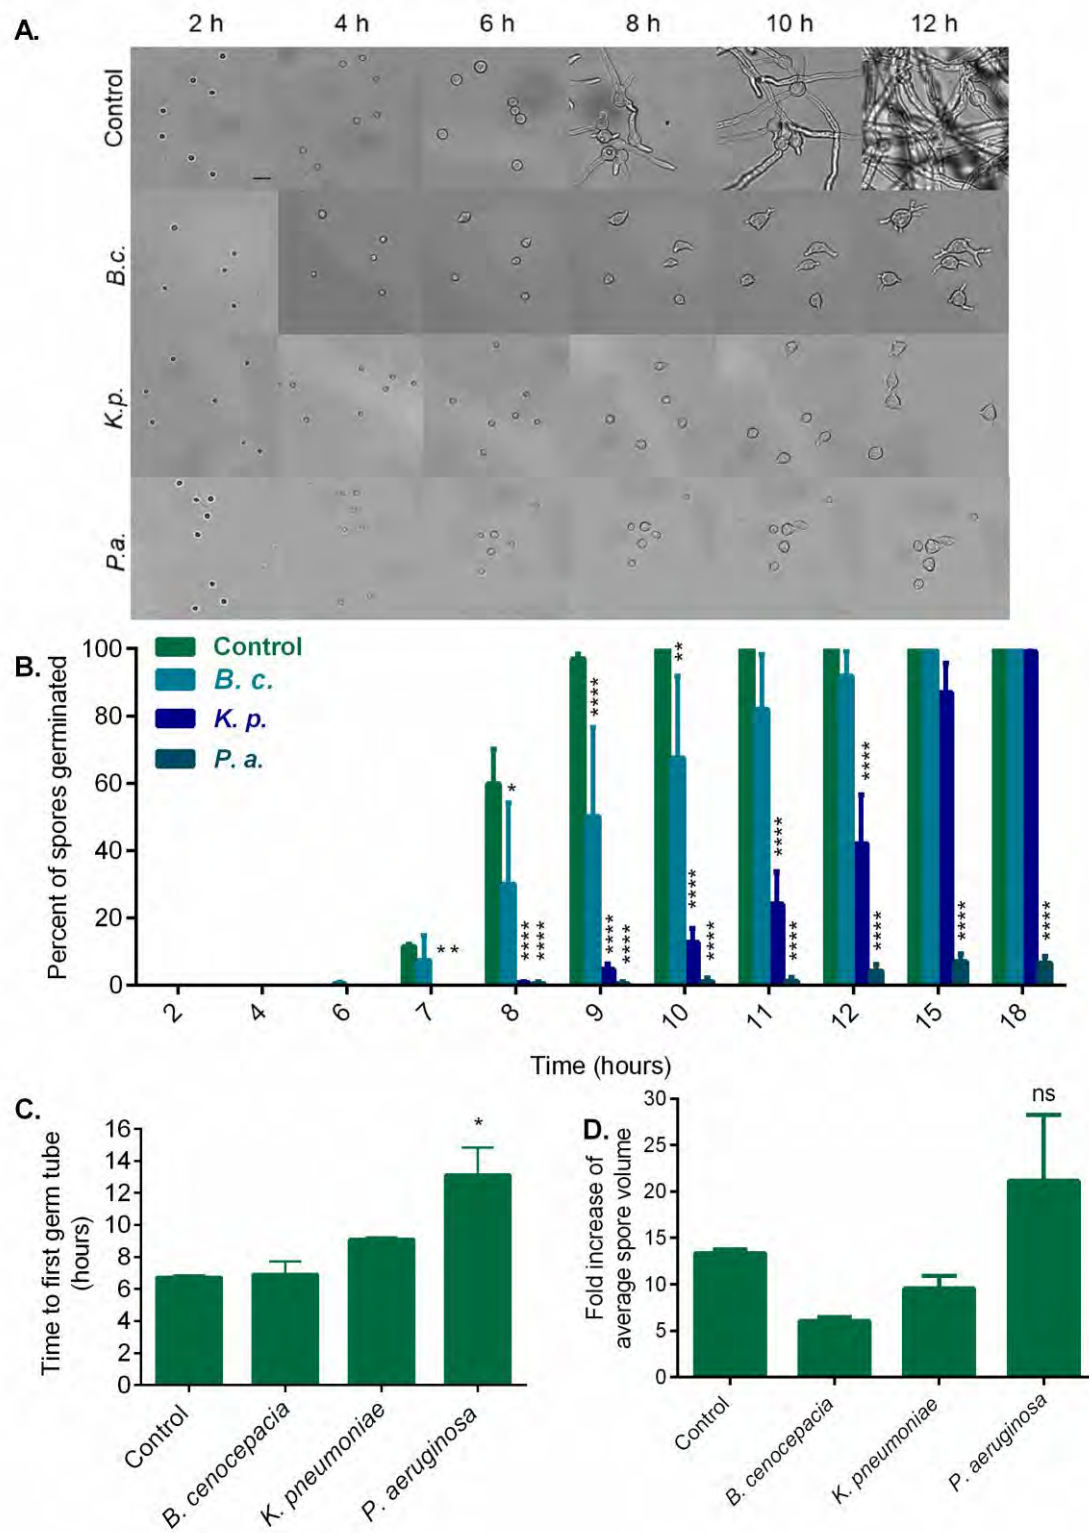 A.
2 h 4 h 6 h 8 h 10 h 12 h
Control
B.c.
K.p.
P.a.
B.
Control
B. c.
K. p.
P. a.
Percent of spores germinated
100
80
60
40
20
0
* *
*
****
****
****
****
****
**
****
****
****
****
****
****
****
****
2 4 6 7 8 9 10 11 12 15 18
Time (hours)
C.
Time to first germ tube
(hours)
16
14
12
10
8
6
4
2
0
*
Control
B. cenocepacia
K. pneumoniae
P. aeruginosa
D.
Fold increase of
average spore volume
30
25
20
15
10
5
0
ns
Control
B. cenocepacia
K. pneumoniae
P. aeruginosa